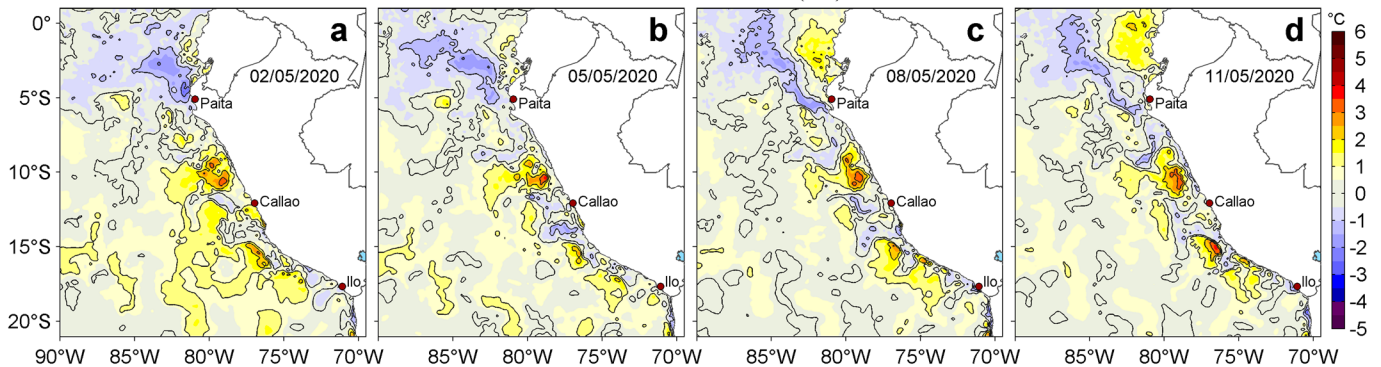 a b c d °C
0° 6
5
02/05/2020 05/05/2020 08/05/2020 11/05/2020 4
5°S Paita Paita Paita Paita 3
2
10°S 1
Callao Callao Callao Callao 0
-1
15°S -2
-3
Ilo Ilo Ilo Ilo -4
20°S -5
90°W 85°W 80°W 75°W 70°W 85°W 80°W 75°W 70°W 85°W 80°W 75°W 70°W 85°W 80°W 75°W 70°W